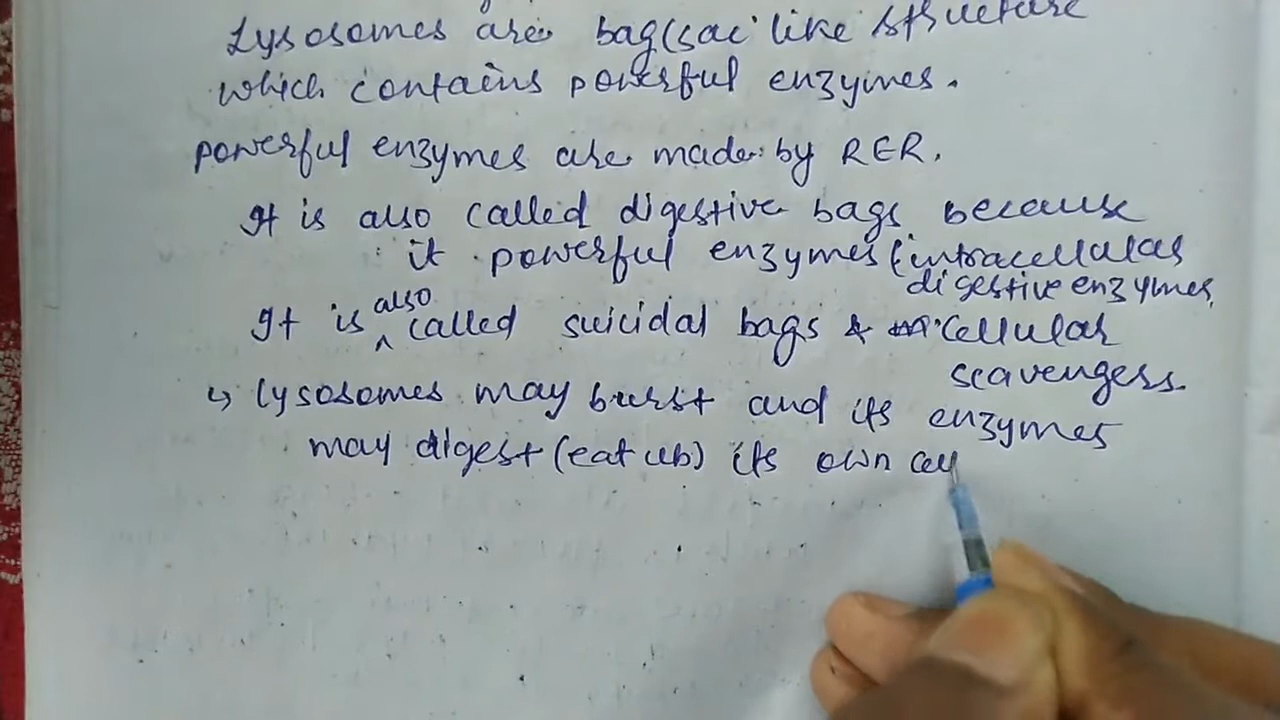 Lysosomes are bag(sac like structure
which contains powerful enzymes.
powerful enzymes are made by RER.
It is also called digestive bags because
it powerful enzymes (intracellular
digestive enzymes,
It is also called suicidal bags & cellular
scavengers.
↳ lysosomes may burst and its enzymes
may digest (eat ub) its own cell